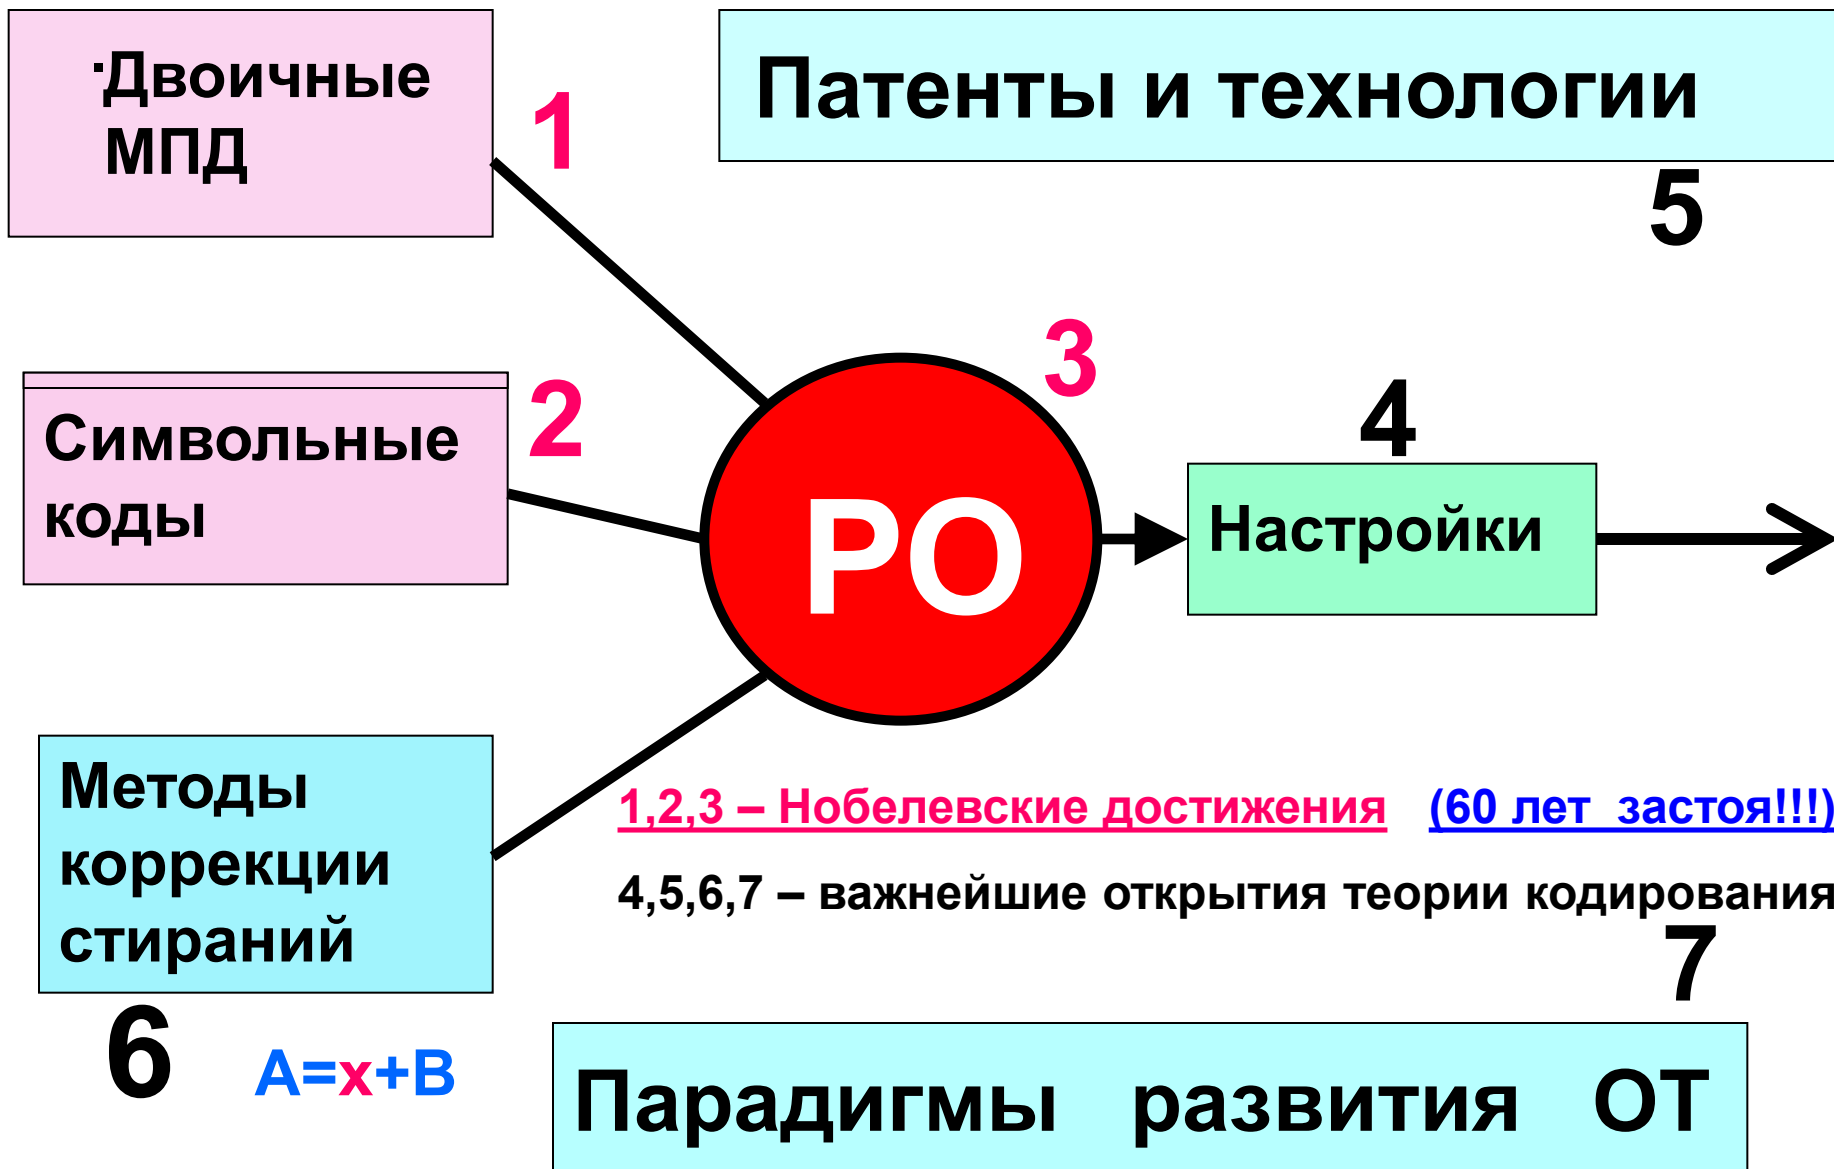 Двоичные
МПД
1
Патенты и технологии
5
Символьные
коды
2
3
РО
4
Настройки
Методы
коррекции
стираний
6
1,2,3 – Нобелевские достижения (60 лет застоя!!!)
4,5,6,7 – важнейшие открытия теории кодирования
7
А=х+В
Парадигмы развития ОТ